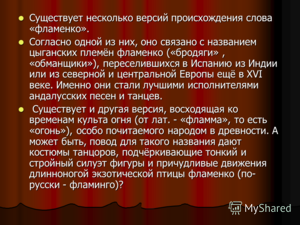 Существует несколько версий происхождения слова
«фламенко».
Согласно одной из них, оно связано с названием
цыганских племён фламенко («бродяги» ,
«обманщики»), переселившихся в Испанию из Индии
или из северной и центральной Европы ещё в XVI
веке. Именно они стали лучшими исполнителями
андалузских песен и танцев.
Существует и другая версия, восходящая ко
временам культа огня (от лат. - «фламма», то есть
«огонь»), особо почитаемого народом в древности. А
может быть, повод для такого названия дают
костюмы танцоров, подчёркивающие тонкий и
стройный силуэт фигуры и причудливые движения
длинноногой экзотической птицы фламенко (по-
русски - фламинго)?
MyShared